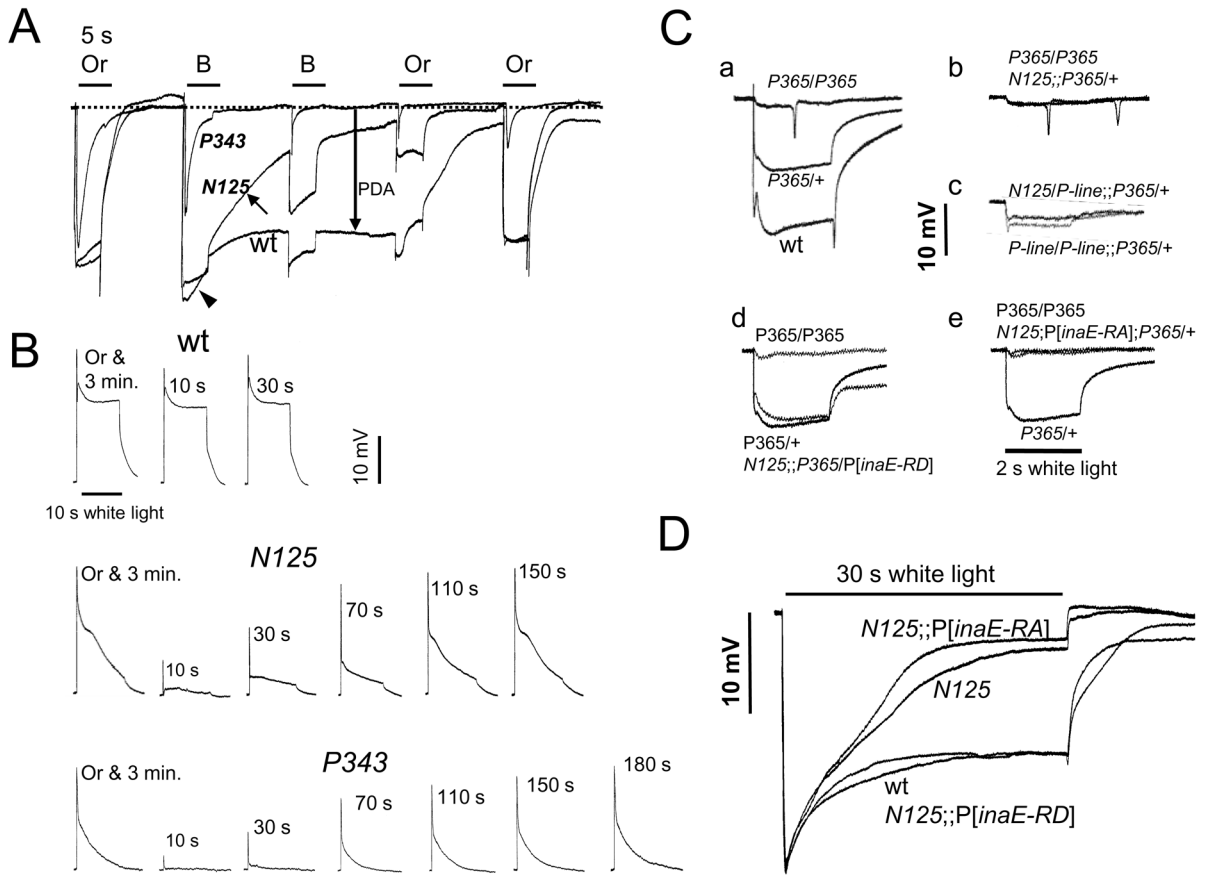 A
5 s
Or
B
B
Or
Or
P343
N125
PDA
wt
B
wt
Or &
3 min.
10 s
30 s
10 mV
10 s white light
N125
Or & 3 min.
10 s
30 s
70 s
110 s
150 s
P343
Or & 3 min.
10 s
30 s
70 s
110 s
150 s
180 s
C
a
P365/P365
P365/+
wt
b
P365/P365
N125;;P365/+
c
N125/P-line;;P365/+
P-line/P-line;;P365/+
10 mV
d
P365/P365
P365/+
N125;;P365/P[inaE-RD]
e
P365/P365
N125;P[inaE-RA];P365/+
P365/+
2 s white light
D
30 s white light
10 mV
N125;;P[inaE-RA]
N125
wt
N125;;P[inaE-RD]